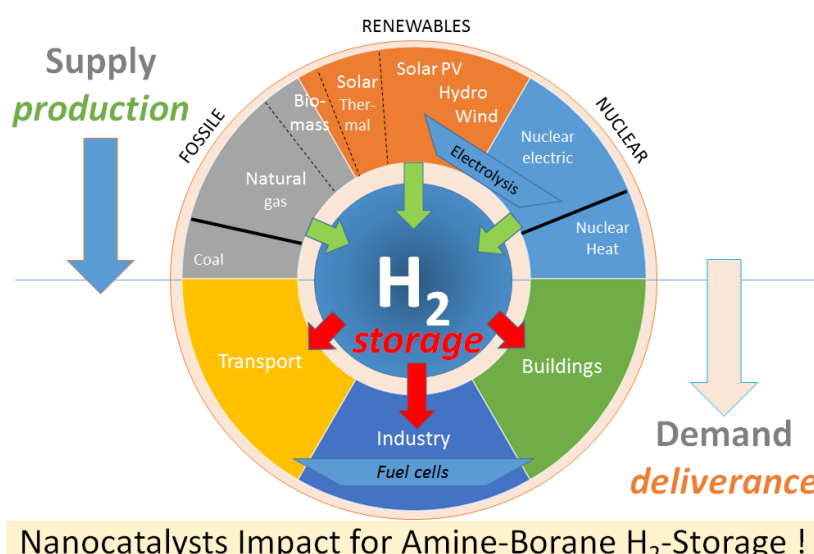 RENEWABLES
Supply
production
FOSSILE
NUCLEAR
Solar PV
Hydro
Wind
Solar
Ther-
mal
Bio-
mass
Electrolysis
Nuclear
electric
Natural
gas
Nuclear
Heat
Coal
H₂
storage
Transport
Buildings
Industry
Fuel cells
Demand
deliverance
Nanocatalysts Impact for Amine-Borane H₂-Storage !